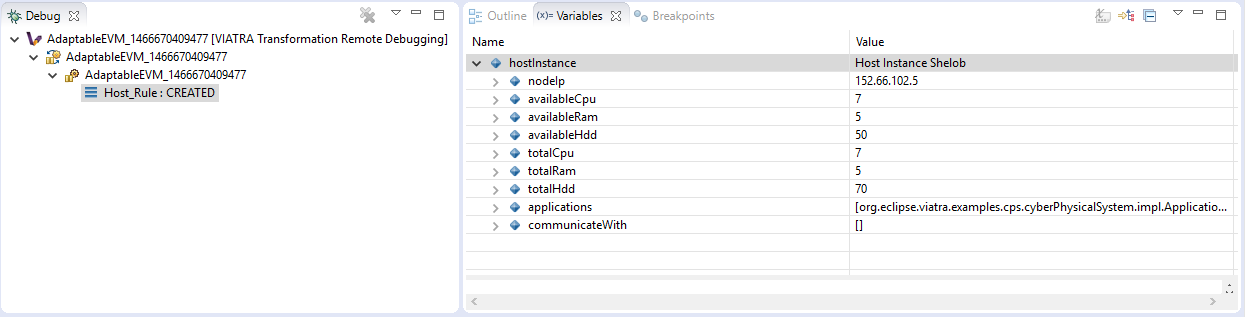 Debug
AdaptableEVM_1466670409477 [VIATRA Transformation Remote Debugging]
AdaptableEVM_1466670409477
AdaptableEVM_1466670409477
Host_Rule : CREATED
Outline (x)= Variables Breakpoints
Name Value
hostInstance Host Instance Shelob
nodeIp 152.66.102.5
availableCpu 7
availableRam 5
availableHdd 50
totalCpu 7
totalRam 5
totalHdd 70
applications [org.eclipse.viatra.examples.cps.cyberPhysicalSystem.impl.Applicatio...
communicateWith []